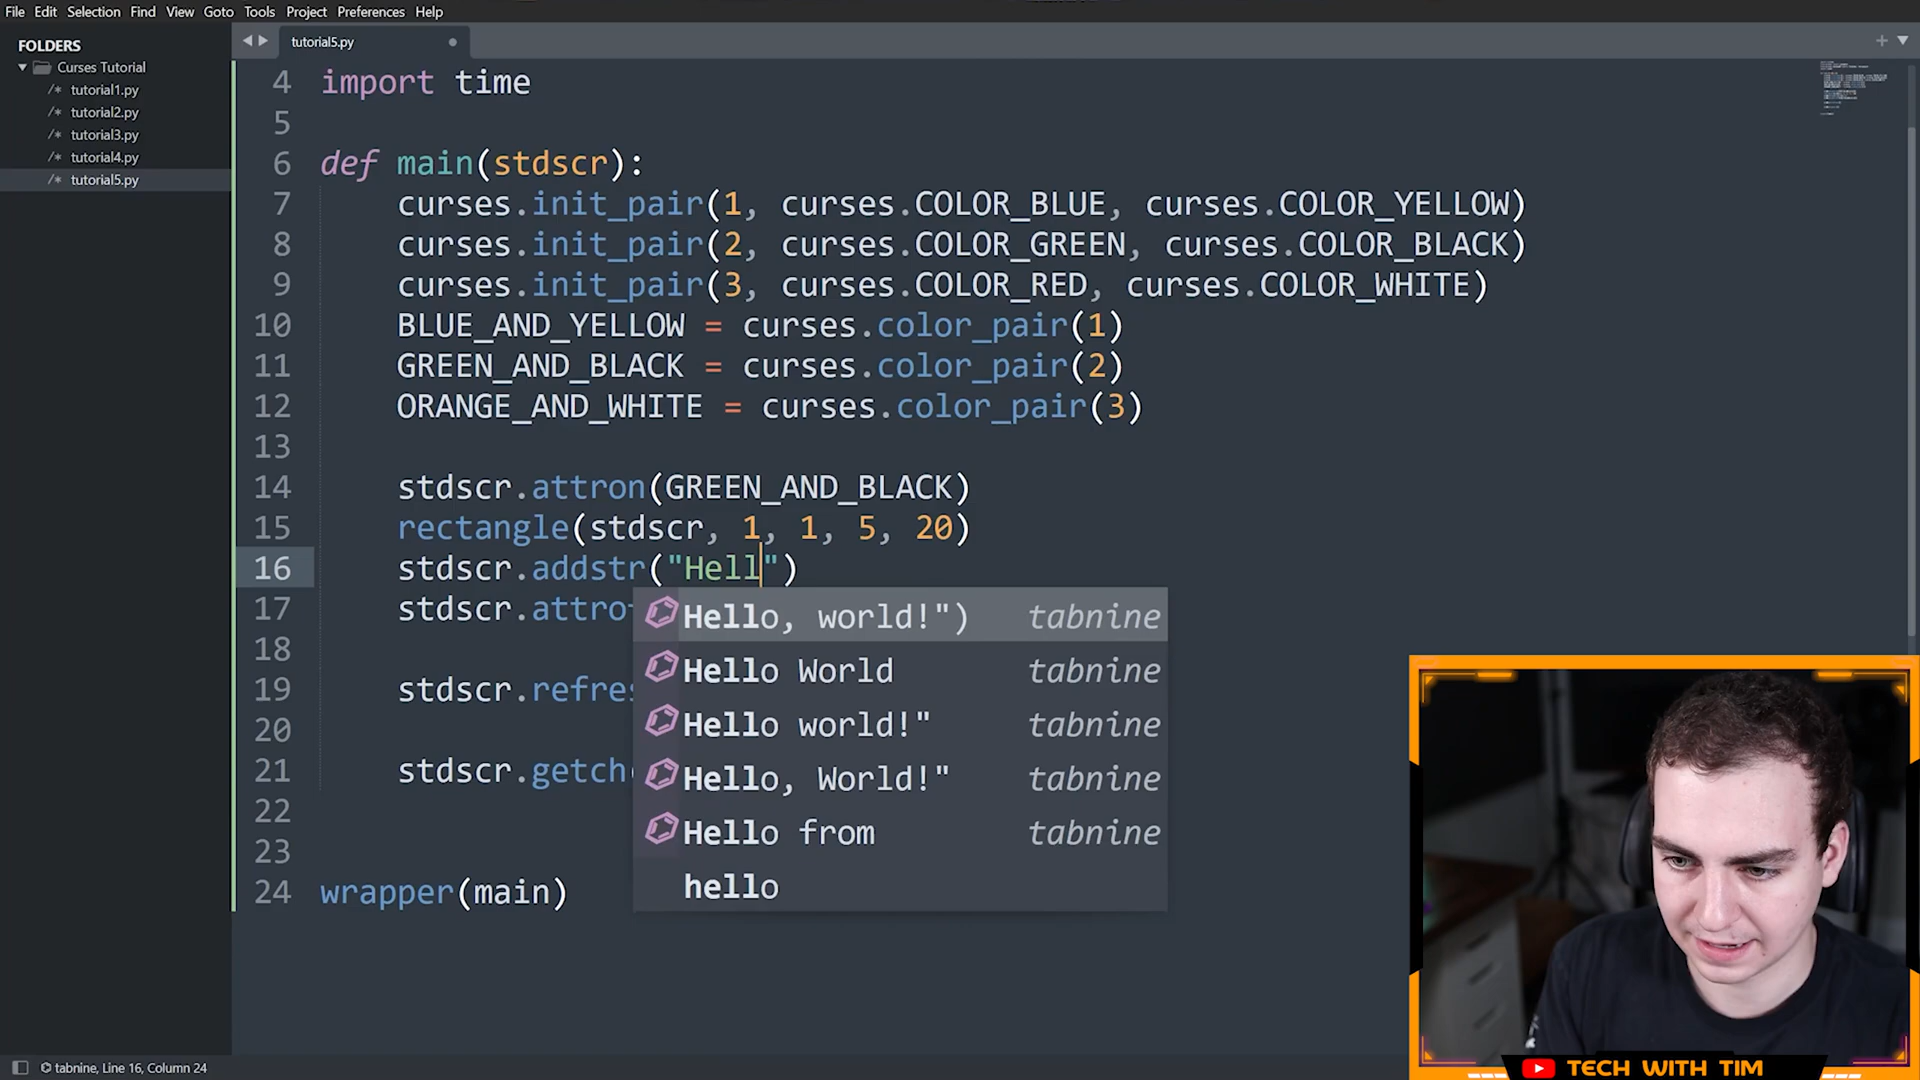 File Edit Selection Find View Goto Tools Project Preferences Help
FOLDERS
Curses Tutorial
/* tutorial1.py
/* tutorial2.py
/* tutorial3.py
/* tutorial4.py
/* tutorial5.py
tutorial5.py
4 import time
5
6 def main(stdscr):
7 curses.init_pair(1, curses.COLOR_BLUE, curses.COLOR_YELLOW)
8 curses.init_pair(2, curses.COLOR_GREEN, curses.COLOR_BLACK)
9 curses.init_pair(3, curses.COLOR_RED, curses.COLOR_WHITE)
10 BLUE_AND_YELLOW = curses.color_pair(1)
11 GREEN_AND_BLACK = curses.color_pair(2)
12 ORANGE_AND_WHITE = curses.color_pair(3)
13
14 stdscr.attron(GREEN_AND_BLACK)
15 rectangle(stdscr, 1, 1, 5, 20)
16 stdscr.addstr("Hell")
17 stdscr.attro
18
19 stdscr.refres
20
21 stdscr.getch(
22
23
24 wrapper(main)
Hello, world!") tabnine
Hello World tabnine
Hello world!" tabnine
Hello, World!" tabnine
Hello from tabnine
hello
tabnine, Line 16, Column 24
TECH WITH TIM